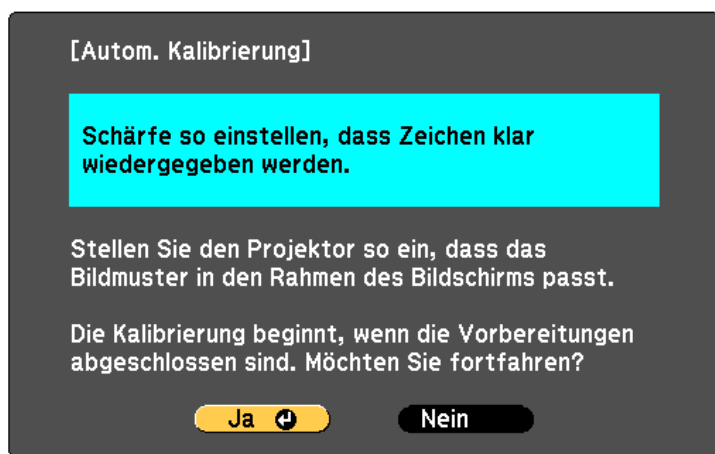 [Autom. Kalibrierung]
Schärfe so einstellen, dass Zeichen klar
wiedergegeben werden.
Stellen Sie den Projektor so ein, dass das
Bildmuster in den Rahmen des Bildschirms passt.
Die Kalibrierung beginnt, wenn die Vorbereitungen
abgeschlossen sind. Möchten Sie fortfahren?
Ja Nein